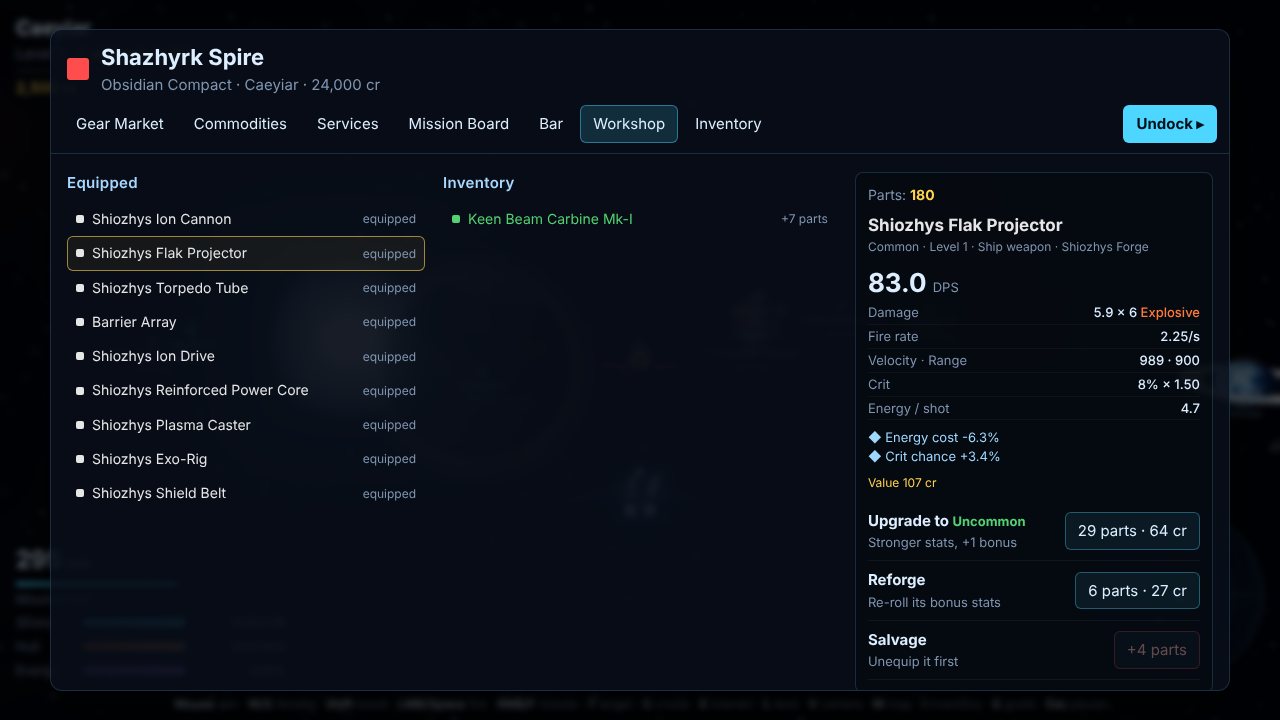 Shazhyrk Spire
Obsidian Compact · Caeyiar · 24,000 cr
Gear Market Commodities Services Mission Board Bar Workshop Inventory Undock ▸
Equipped
Shiozhys Ion Cannon equipped
Shiozhys Flak Projector equipped
Shiozhys Torpedo Tube equipped
Barrier Array equipped
Shiozhys Ion Drive equipped
Shiozhys Reinforced Power Core equipped
Shiozhys Plasma Caster equipped
Shiozhys Exo-Rig equipped
Shiozhys Shield Belt equipped
Inventory
Keen Beam Carbine Mk-I +7 parts
Parts: 180
Shiozhys Flak Projector
Common · Level 1 · Ship weapon · Shiozhys Forge
83.0 DPS
Damage 5.9 × 6 Explosive
Fire rate 2.25/s
Velocity · Range 989 · 900
Crit 8% × 1.50
Energy / shot 4.7
◆ Energy cost -6.3%
◆ Crit chance +3.4%
Value 107 cr
Upgrade to Uncommon
Stronger stats, +1 bonus
29 parts · 64 cr
Reforge
Re-roll its bonus stats
6 parts · 27 cr
Salvage
Unequip it first
+4 parts